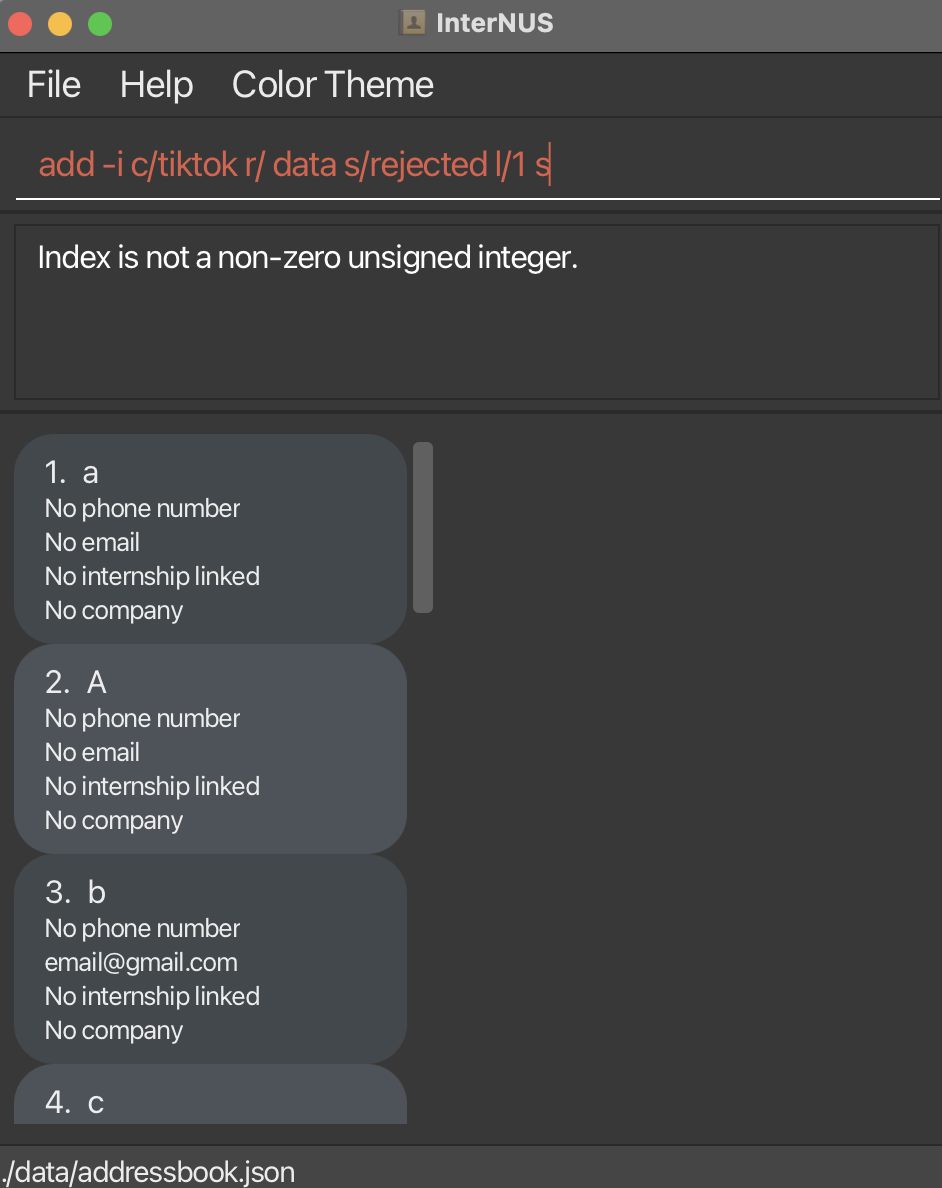 InterNUS
File Help Color Theme
add -i c/tiktok r/ data s/rejected l/1 s
Index is not a non-zero unsigned integer.
1. a
No phone number
No email
No internship linked
No company
2. A
No phone number
No email
No internship linked
No company
3. b
No phone number
email@gmail.com
No internship linked
No company
4. c
./data/addressbook.json